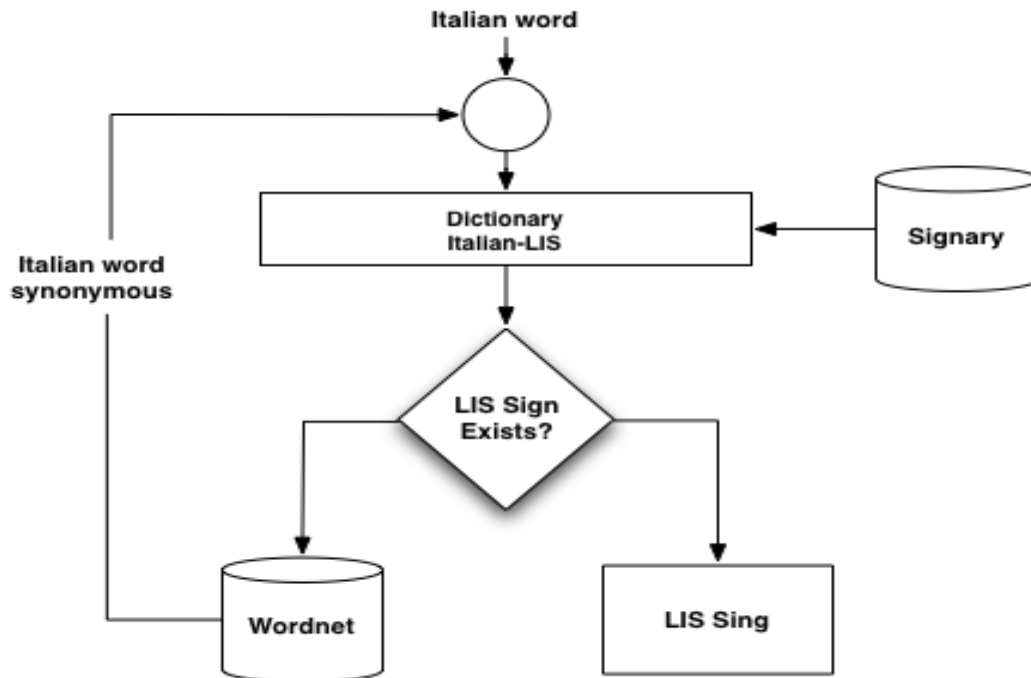 Italian word
Dictionary
Italian-LIS
Signary
Italian word
synonymous
LIS Sign
Exists?
Wordnet
LIS Sing